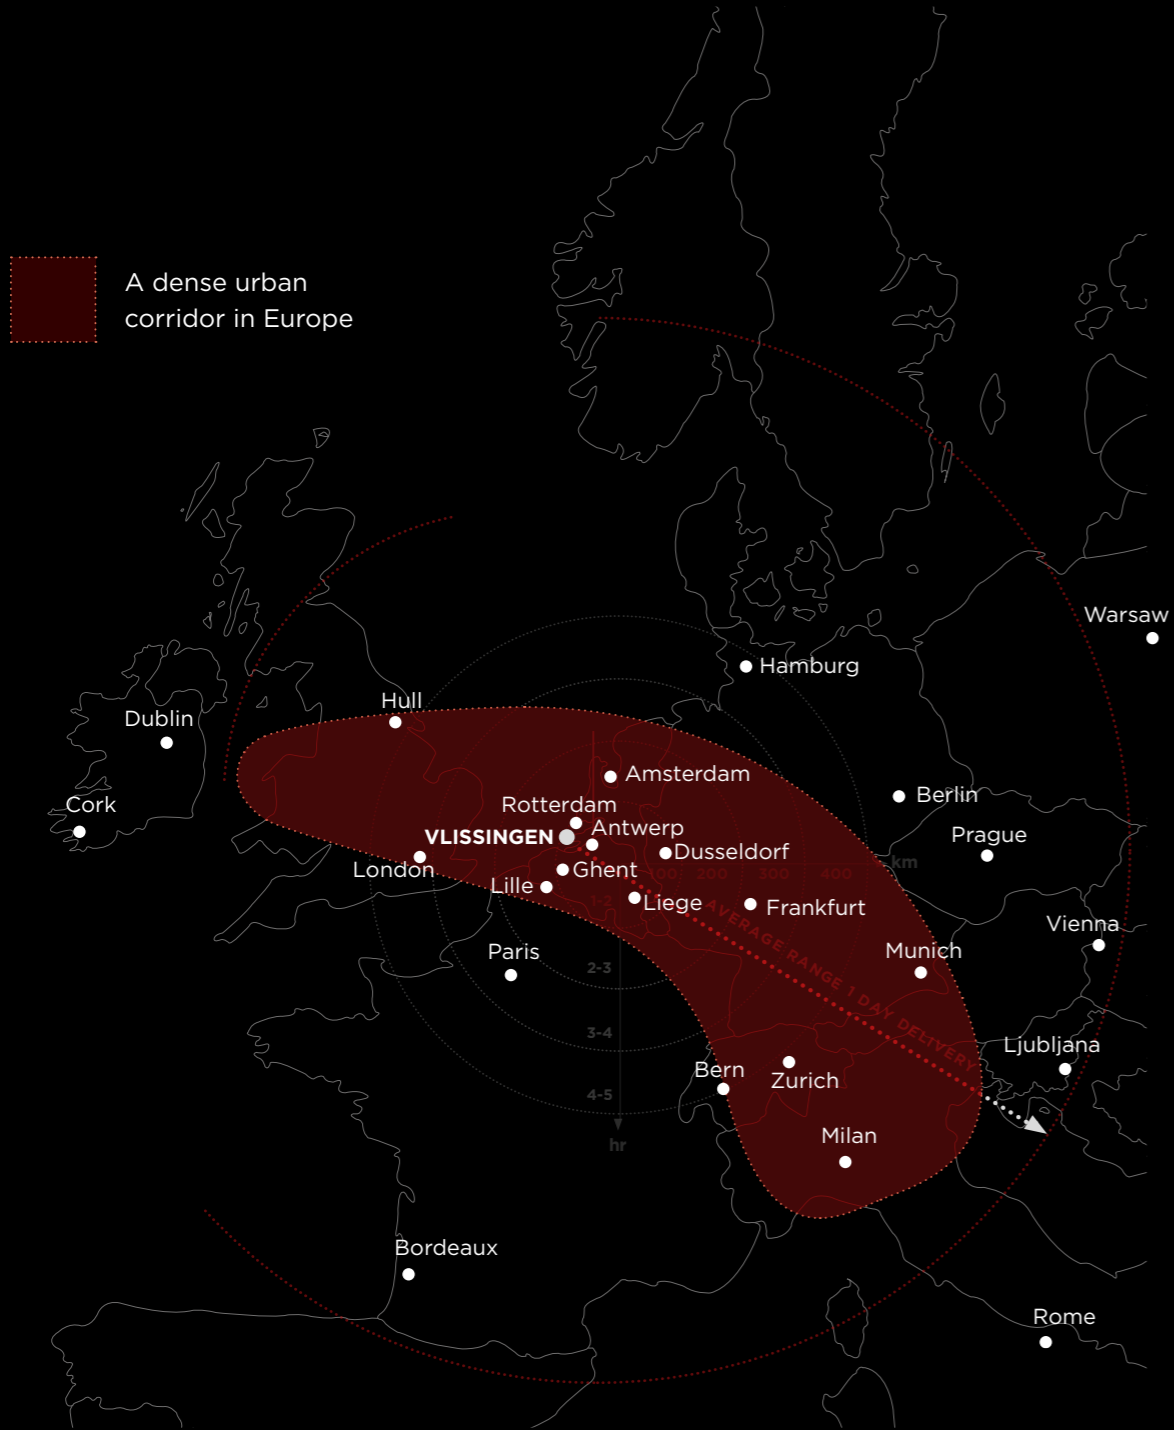 A dense urban
corridor in Europe
Warsaw
Hamburg
Hull
Dublin
Amsterdam
Berlin
Cork
Rotterdam
Antwerp
VLISSINGEN
Prague
Dusseldorf
km
London
Ghent
100 200 300 400
Lille
1-2
Liege
Frankfurt
AVERAGE RANGE 1 DAY DELIVERY
Vienna
Paris
Munich
2-3
3-4
Ljubljana
Bern
Zurich
4-5
Milan
hr
Bordeaux
Rome